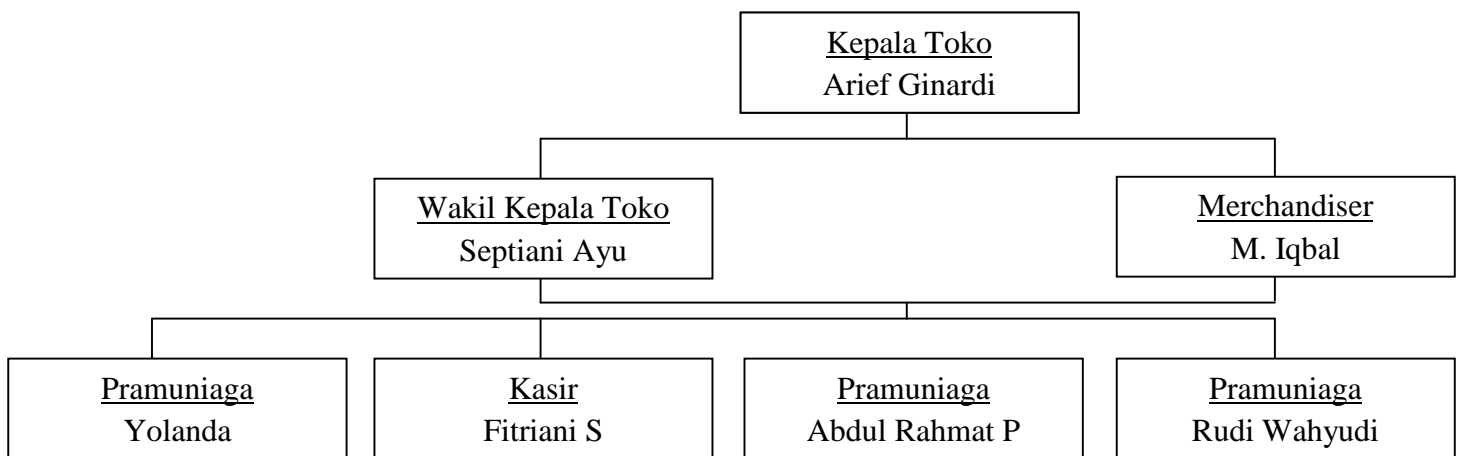 Kepala Toko
Arief Ginardi
Wakil Kepala Toko
Septiani Ayu
Merchandiser
M. Iqbal
Pramuniaga
Yolanda
Kasir
Fitriani S
Pramuniaga
Abdul Rahmat P
Pramuniaga
Rudi Wahyudi